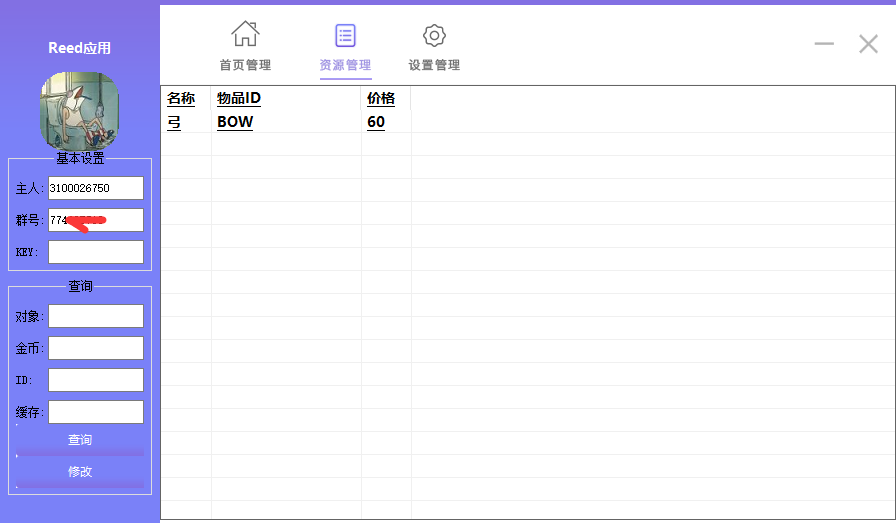 Reed应用
首页管理
资源管理
设置管理
基本设置
主人: 3100026750
群号:
KEY:
查询
对象:
金币:
ID:
缓存:
查询
修改
名称 物品ID 价格
弓 BOW 60